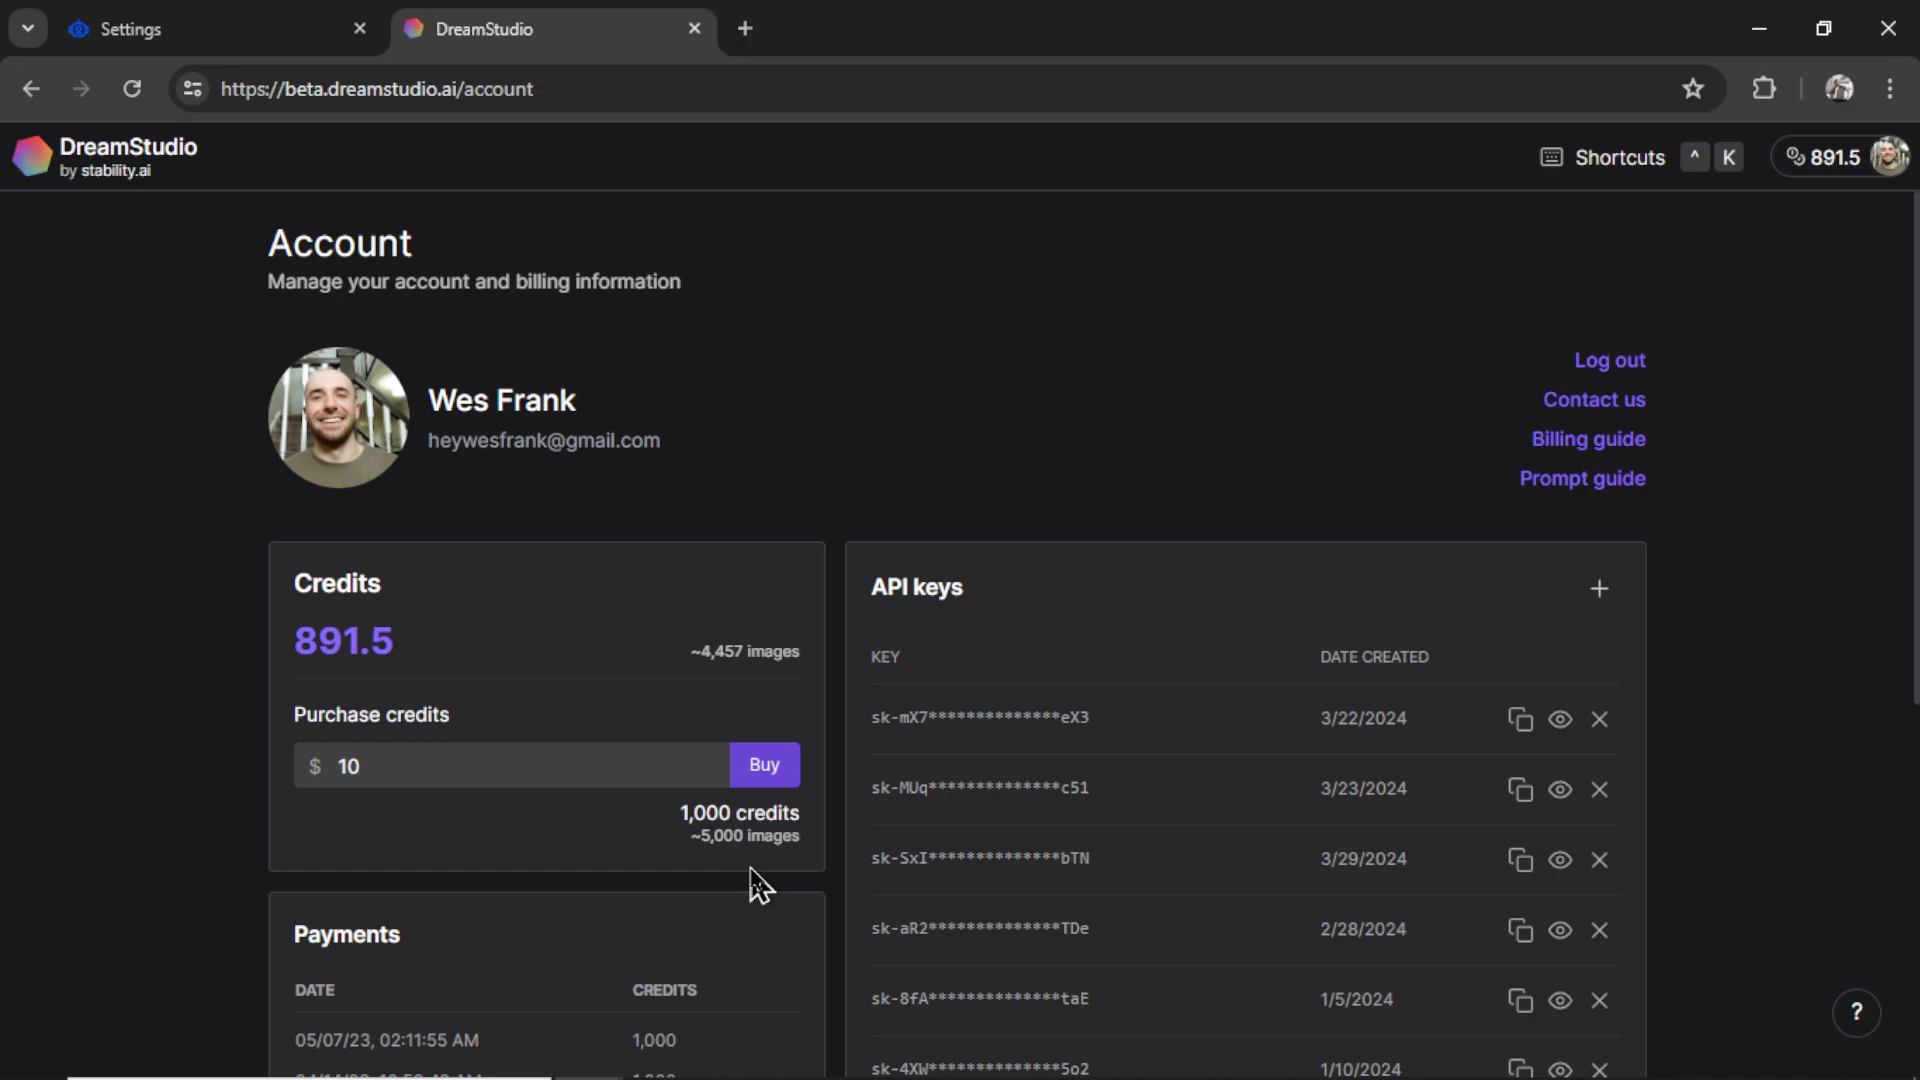 Settings
DreamStudio
https://beta.dreamstudio.ai/account
DreamStudio
by stability.ai
Shortcuts ^ K
891.5
Account
Manage your account and billing information
Wes Frank
heywesfrank@gmail.com
Log out
Contact us
Billing guide
Prompt guide
Credits
891.5
~4,457 images
Purchase credits
$ 10
Buy
1,000 credits
~5,000 images
Payments
DATE CREDITS
05/07/23, 02:11:55 AM 1,000
API keys
KEY DATE CREATED
sk-mX7**************eX3 3/22/2024
sk-MUq**************c51 3/23/2024
sk-SxI**************bTN 3/29/2024
sk-aR2**************TDe 2/28/2024
sk-8fA**************taE 1/5/2024
sk-4XW**************5o2 1/10/2024
?